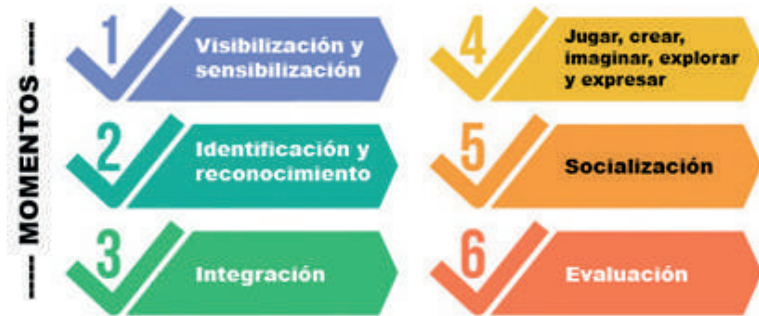 ----- MOMENTOS -----
1
Visibilización y
sensibilización
2
Identificación y
reconocimiento
3
Integración
4
Jugar, crear,
imaginar, explorar
y expresar
5
Socialización
6
Evaluación